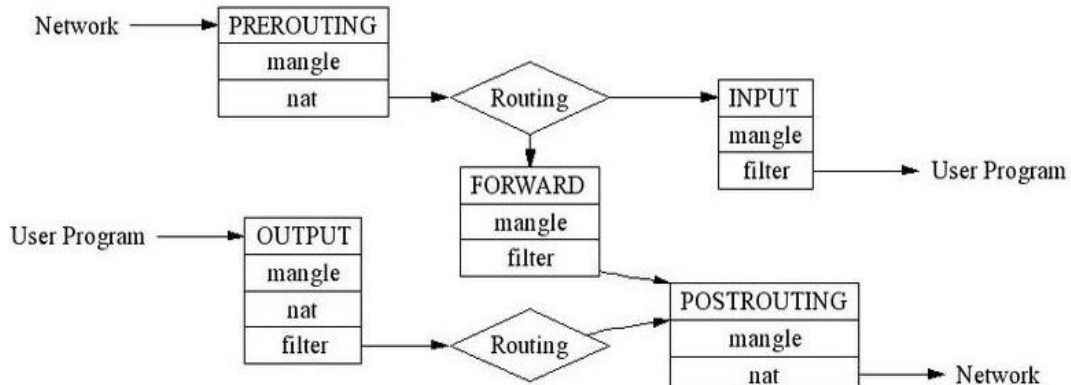 Network
PREROUTING
mangle
nat
Routing
INPUT
mangle
filter
User Program
FORWARD
mangle
filter
User Program
OUTPUT
mangle
nat
filter
Routing
POSTROUTING
mangle
nat
Network